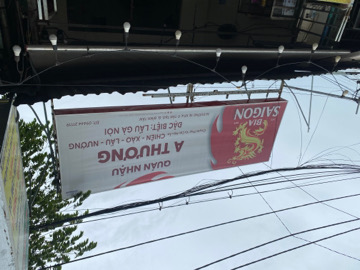 BIA
SAIGON
QUÁN NHẬU
A THƯƠNG
CHIÊN - XÀO - LẨU - NƯỚNG
ĐẶC BIỆT: LẨU GÀ NÒI